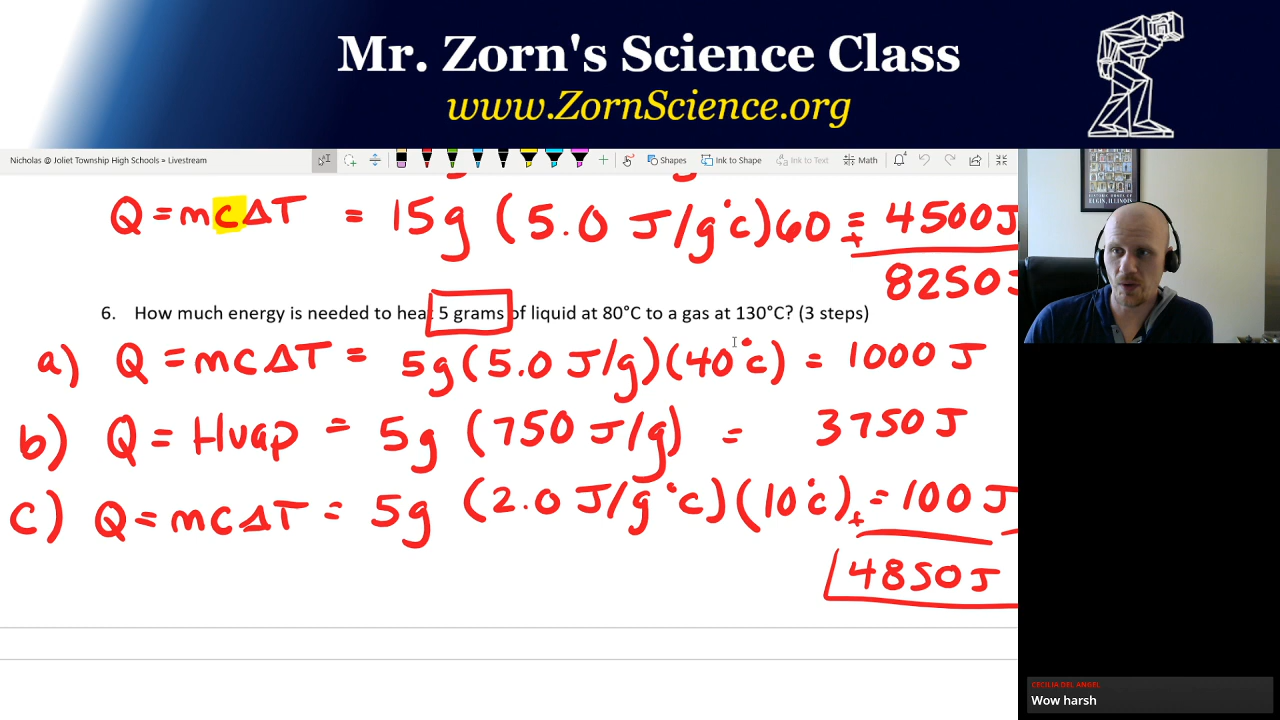 Mr. Zorn's Science Class
www.ZornScience.org
Nicholas @ Joliet Township High Schools » Livestream
Shapes
Ink to Shape
Ink to Text
Math
Q = mcΔT = 15g (5.0 J/g°c)60 = 4500J
+
8250J
6. How much energy is needed to heat 5 grams of liquid at 80°C to a gas at 130°C? (3 steps)
a) Q = mcΔT = 5g(5.0 J/g)(40°c) = 1000 J
b) Q = Hvap = 5g (750 J/g) = 3750 J
c) Q = mcΔT = 5g (2.0 J/g°c)(10°c) = 100 J
+
4850 J
CECILIA DEL ANGEL
Wow harsh